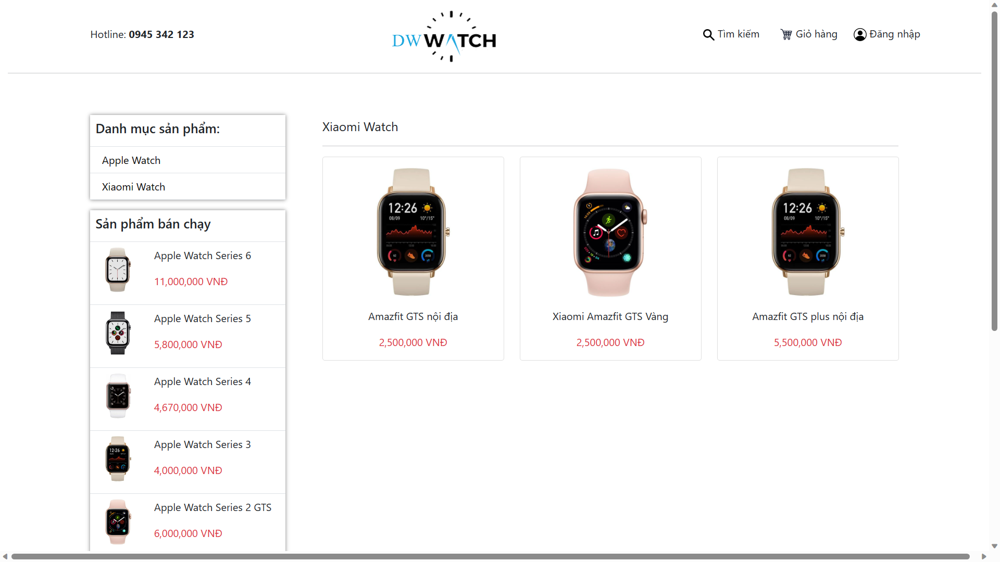 Hotline: 0945 342 123
DWWATCH
Tìm kiếm
Giỏ hàng
Đăng nhập
Danh mục sản phẩm:
Apple Watch
Xiaomi Watch
Sản phẩm bán chạy
Apple Watch Series 6
11,000,000 VNĐ
Apple Watch Series 5
5,800,000 VNĐ
Apple Watch Series 4
4,670,000 VNĐ
Apple Watch Series 3
4,000,000 VNĐ
Apple Watch Series 2 GTS
6,000,000 VNĐ
Xiaomi Watch
12:26
08/09 10°/15°
Amazfit GTS nội địa
2,500,000 VNĐ
Xiaomi Amazfit GTS Vàng
2,500,000 VNĐ
12:26
08/09 10°/15°
Amazfit GTS plus nội địa
5,500,000 VNĐ